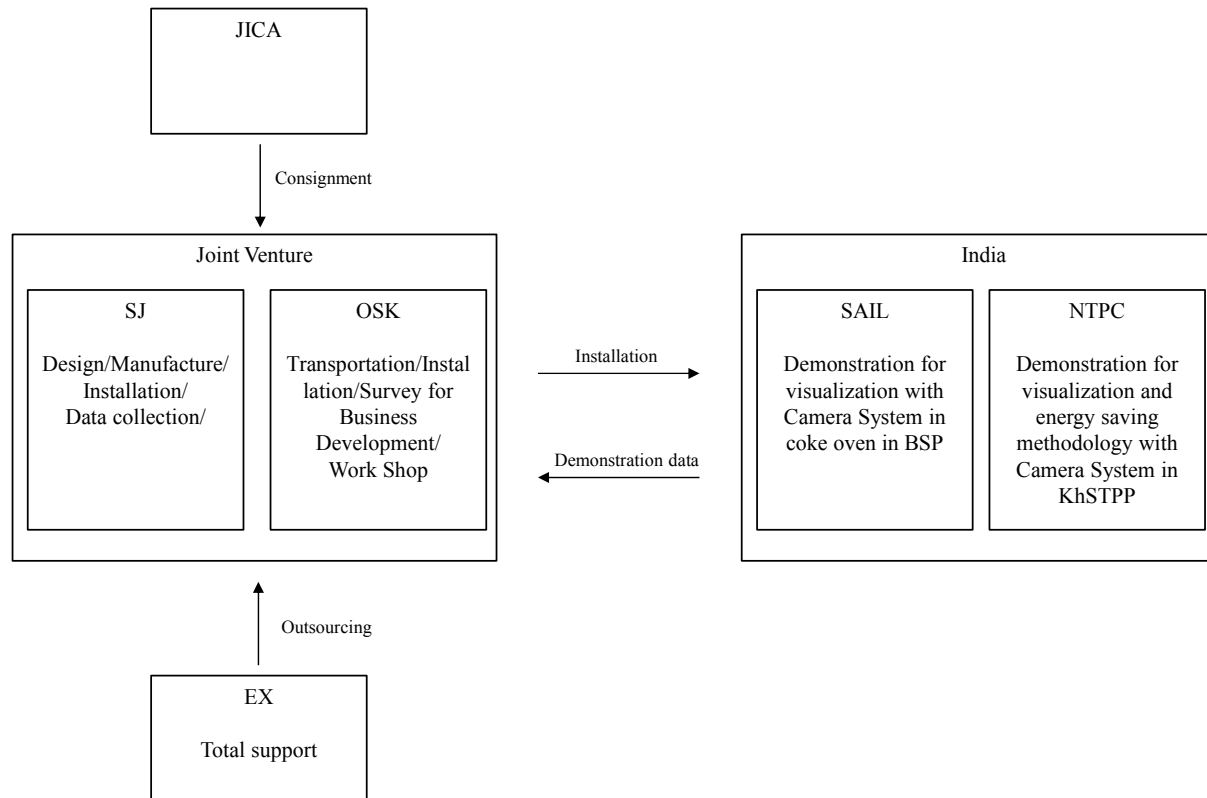 JICA
Consignment
Joint Venture
SJ
Design/Manufacture/
Installation/
Data collection/
OSK
Transportation/Instal
lation/Survey for
Business
Development/
Work Shop
Installation
Demonstration data
India
SAIL
Demonstration for
visualization with
Camera System in
coke oven in BSP
NTPC
Demonstration for
visualization and
energy saving
methodology with
Camera System in
KhSTPP
Outsourcing
EX
Total support